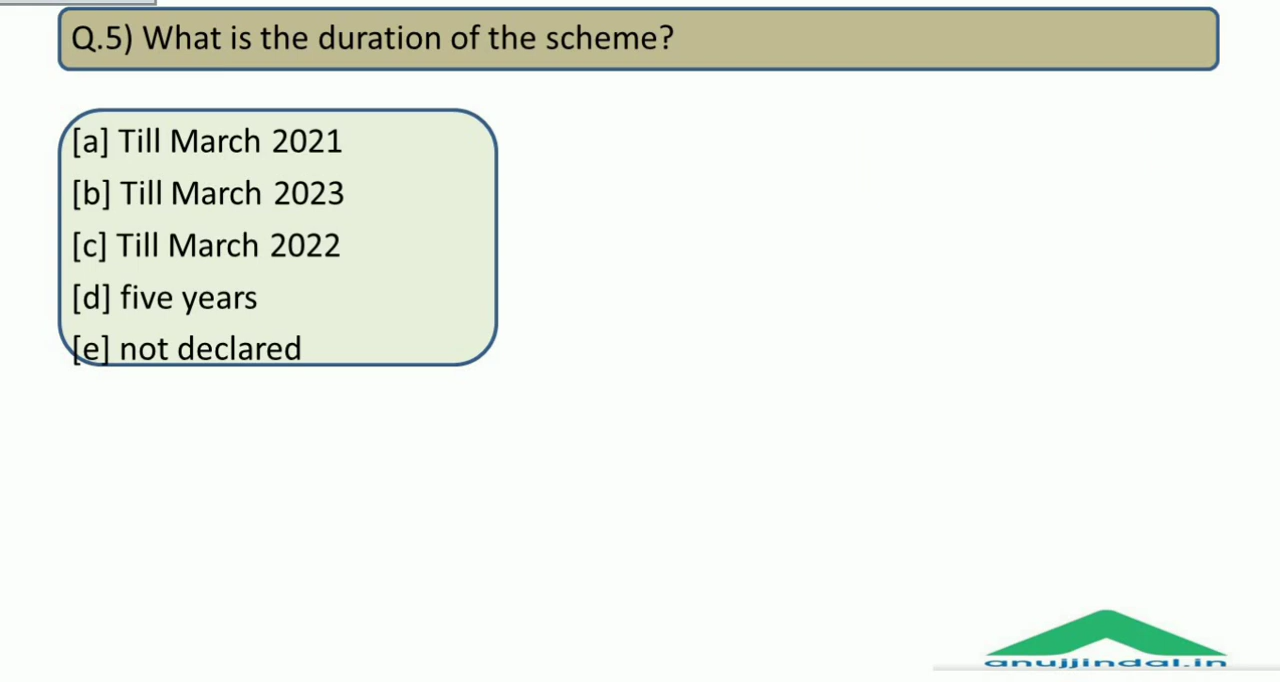 Q.5) What is the duration of the scheme?
[a] Till March 2021
[b] Till March 2023
[c] Till March 2022
[d] five years
[e] not declared
anujjindal.in